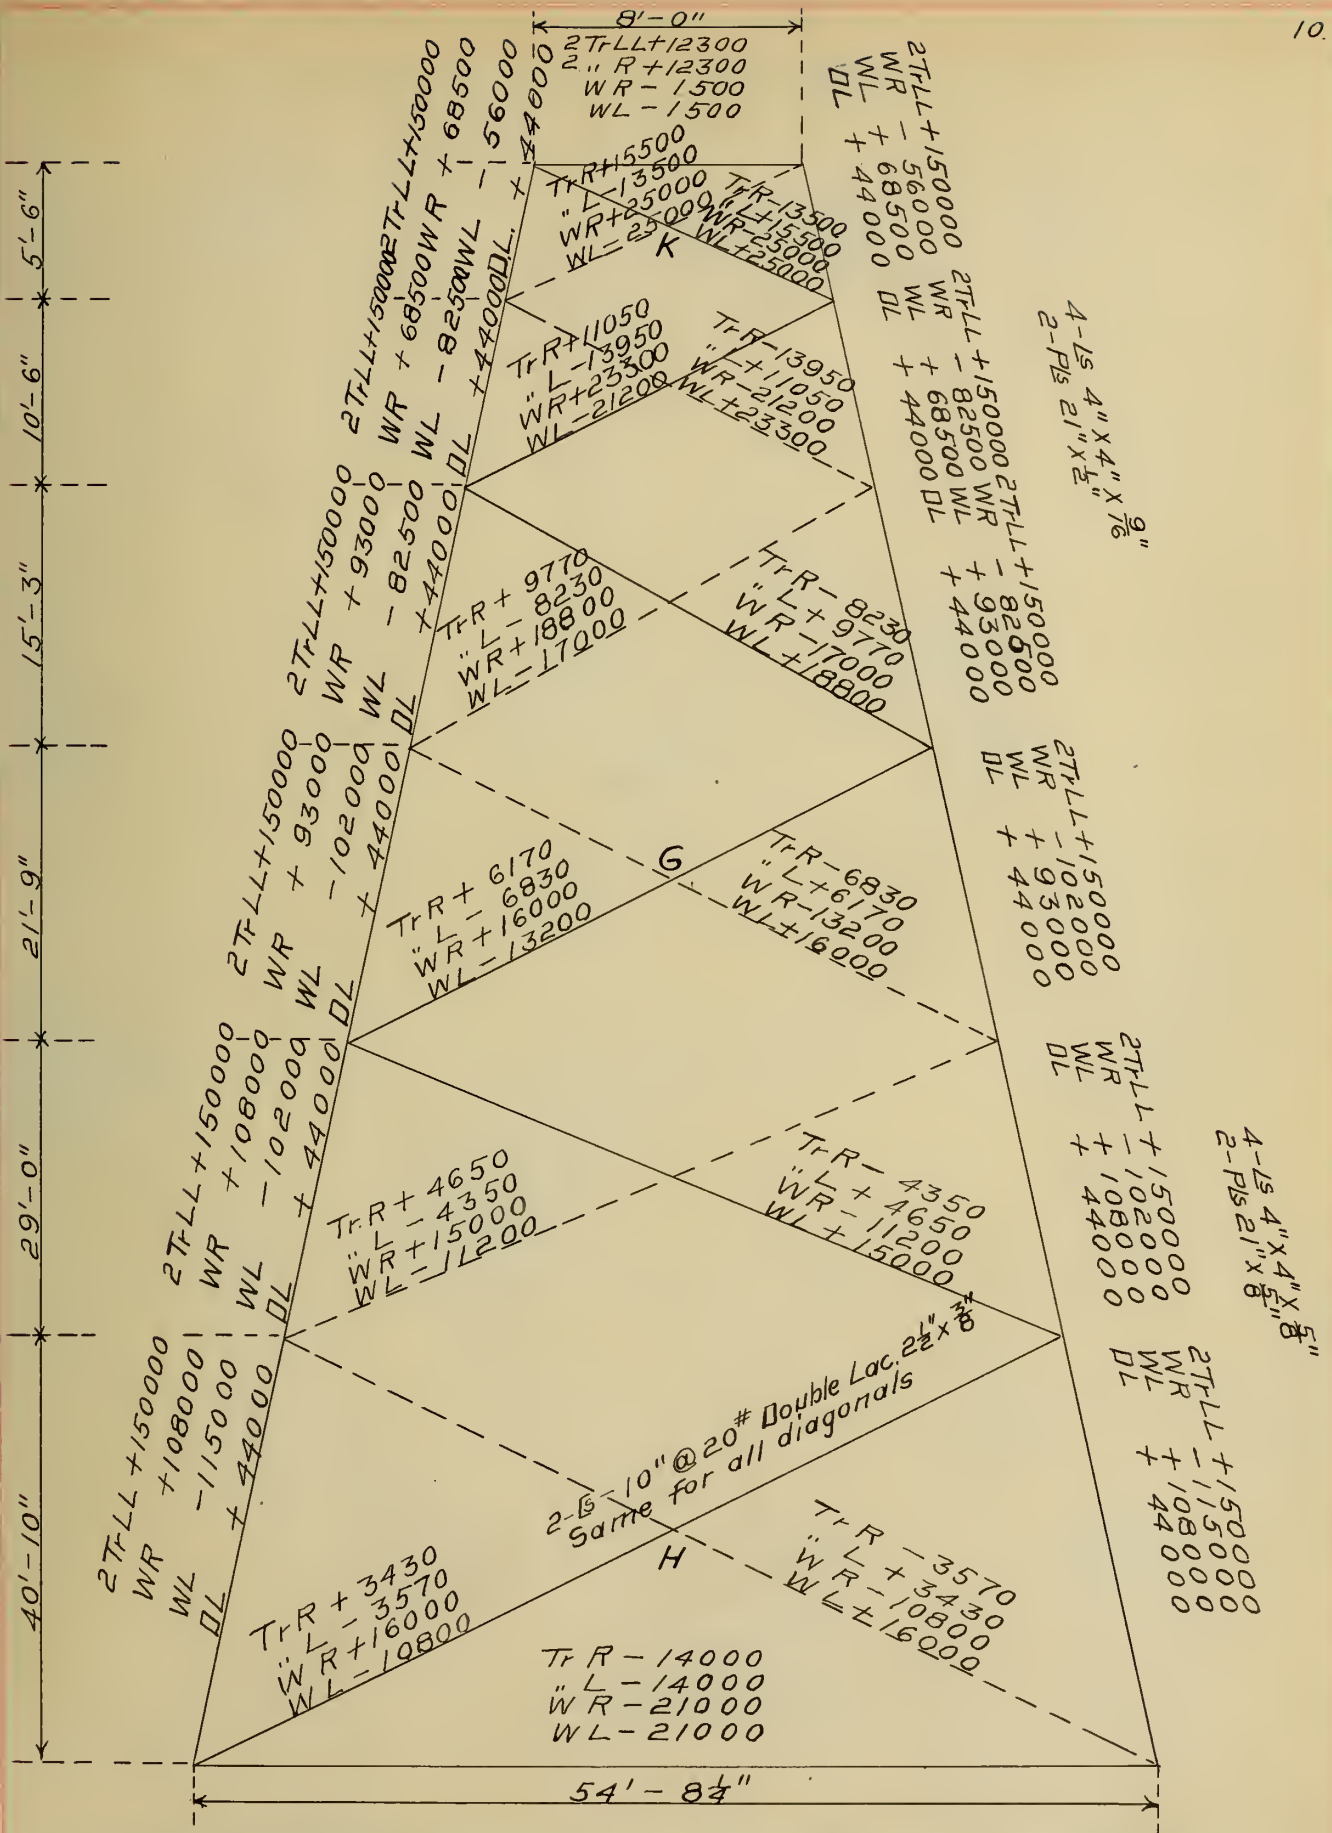 10.
8'-0"
2TrLL+12300
2 " R+12300
WR-1500
WL-1500
5'-6"
10'-6"
15'-3"
21'-9"
29'-0"
40'-10"
2TrLL+150000
WR + 68500
WL - 56000
DL + 44000
2TrLL+150000
WR + 68500
WL - 82500
DL + 44000
2TrLL+150000
WR + 93000
WL - 82500
DL + 44000
2TrLL+150000
WR + 93000
WL - 102000
DL + 44000
2TrLL+150000
WR + 108000
WL - 102000
DL + 44000
2TrLL+150000
WR +108000
WL -115000
DL + 44000
TrR+15500
" L-13500
WR+25000
WL-25000
TrR-13500
" L+15500
WR-25000
WL+25000
K
TrR+11050
" L-13950
WR+23300
WL-21200
TrR-13950
" L+11050
WR-21200
WL+23300
TrR+ 9770
" L- 8230
WR+18800
WL-17000
TrR- 8230
" L+ 9770
WR-17000
WL+18800
G
TrR+ 6170
" L- 6830
WR+16000
WL-13200
TrR-6830
" L+6170
WR-13200
WL+16000
Tr.R+ 4650
" L- 4350
WR+15000
WL-11200
TrR- 4350
" L+ 4650
WR-11200
WL+15000
2-[s-10"@20# Double Lac. 2½"x⅜"
Same for all diagonals
H
TrR+ 3430
" L- 3570
WR+16000
WL-10800
TrR-3570
" L+3430
WR-10800
WL+16000
Tr R-14000
" L-14000
WR-21000
WL-21000
54'-8¼"
2TrLL+150000
WR - 56000
WL + 68500
DL + 44000
2TrLL+150000
WR - 82500
WL + 68500
DL + 44000
2TrLL+150000
WR - 82500
WL + 93000
DL + 44000
2TrLL+150000
WR -102000
WL + 93000
DL + 44000
2TrLL+150000
WR -102000
WL +108000
DL + 44000
2TrLL+150000
WR -115000
WL +108000
DL + 44000
4-Ls 4"X4"X 9/16"
2-Pls 21"X½"
4-Ls 4"X4"X⅝"
2-Pls 21"X⅝"